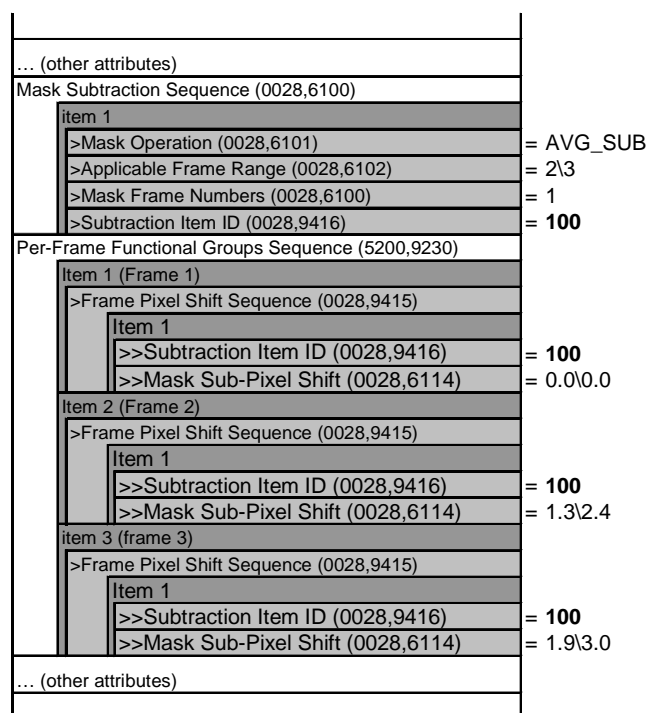 … (other attributes)
Mask Subtraction Sequence (0028,6100)
item 1
>Mask Operation (0028,6101) = AVG_SUB
>Applicable Frame Range (0028,6102) = 2\3
>Mask Frame Numbers (0028,6100) = 1
>Subtraction Item ID (0028,9416) = 100
Per-Frame Functional Groups Sequence (5200,9230)
Item 1 (Frame 1)
>Frame Pixel Shift Sequence (0028,9415)
Item 1
>>Subtraction Item ID (0028,9416) = 100
>>Mask Sub-Pixel Shift (0028,6114) = 0.0\0.0
Item 2 (Frame 2)
>Frame Pixel Shift Sequence (0028,9415)
Item 1
>>Subtraction Item ID (0028,9416) = 100
>>Mask Sub-Pixel Shift (0028,6114) = 1.3\2.4
item 3 (frame 3)
>Frame Pixel Shift Sequence (0028,9415)
Item 1
>>Subtraction Item ID (0028,9416) = 100
>>Mask Sub-Pixel Shift (0028,6114) = 1.9\3.0
… (other attributes)